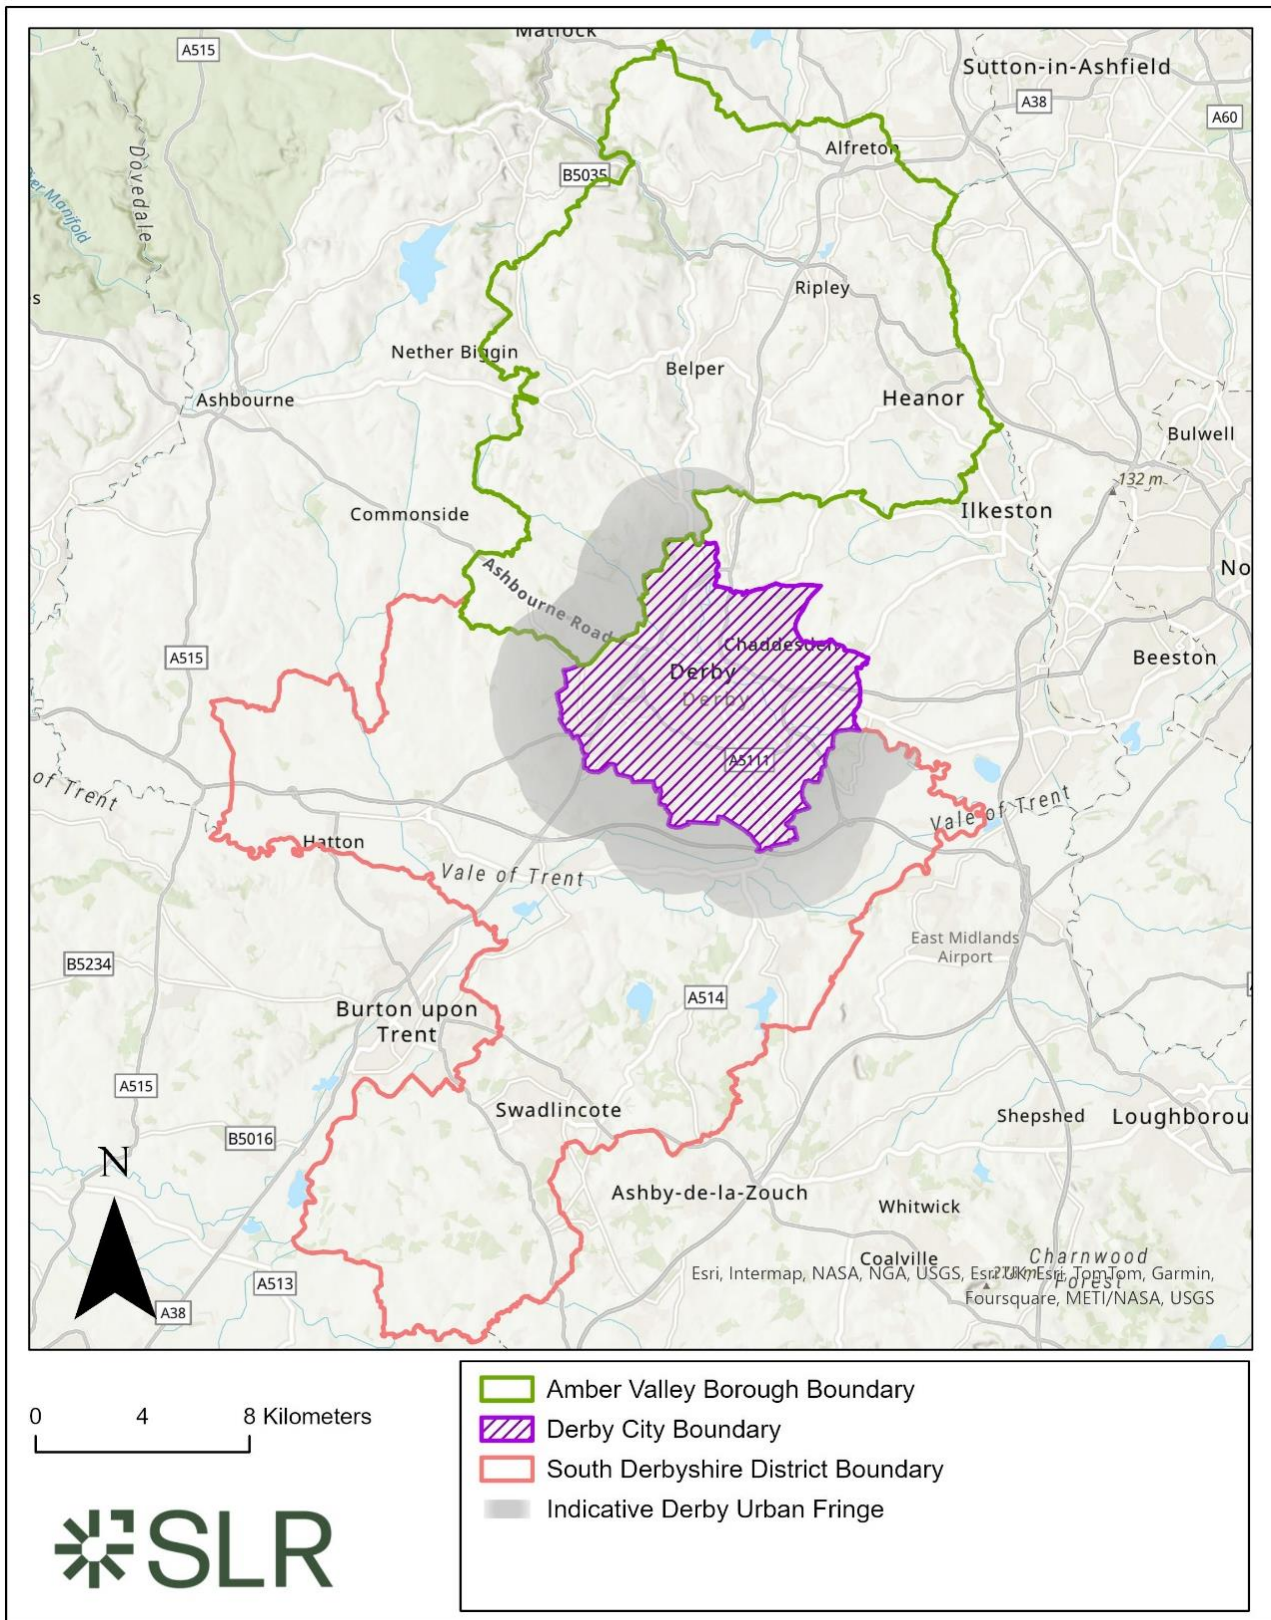 Matlock
A515
Sutton-in-Ashfield
A38
A60
Alfreton
Dovedale
B5035
Manifold
Ripley
Nether Biggin
Belper
Ashbourne
Heanor
Bulwell
132 m
Commonside
Ilkeston
No
Ashbourne Road
Chaddesden
A515
Beeston
Derby
Derby
A5111
of Trent
Vale of Trent
Hatton
Vale of Trent
East Midlands
Airport
B5234
A514
Burton upon
Trent
A515
Swadlincote
Shepshed
Loughborou
B5016
N
Ashby-de-la-Zouch
Whitwick
Coalville
Charnwood
Forest
A513
A38
Esri, Intermap, NASA, NGA, USGS, Esri UK, Esri, TomTom, Garmin,
Foursquare, METI/NASA, USGS
0 4 8 Kilometers
Amber Valley Borough Boundary
Derby City Boundary
South Derbyshire District Boundary
Indicative Derby Urban Fringe
SLR